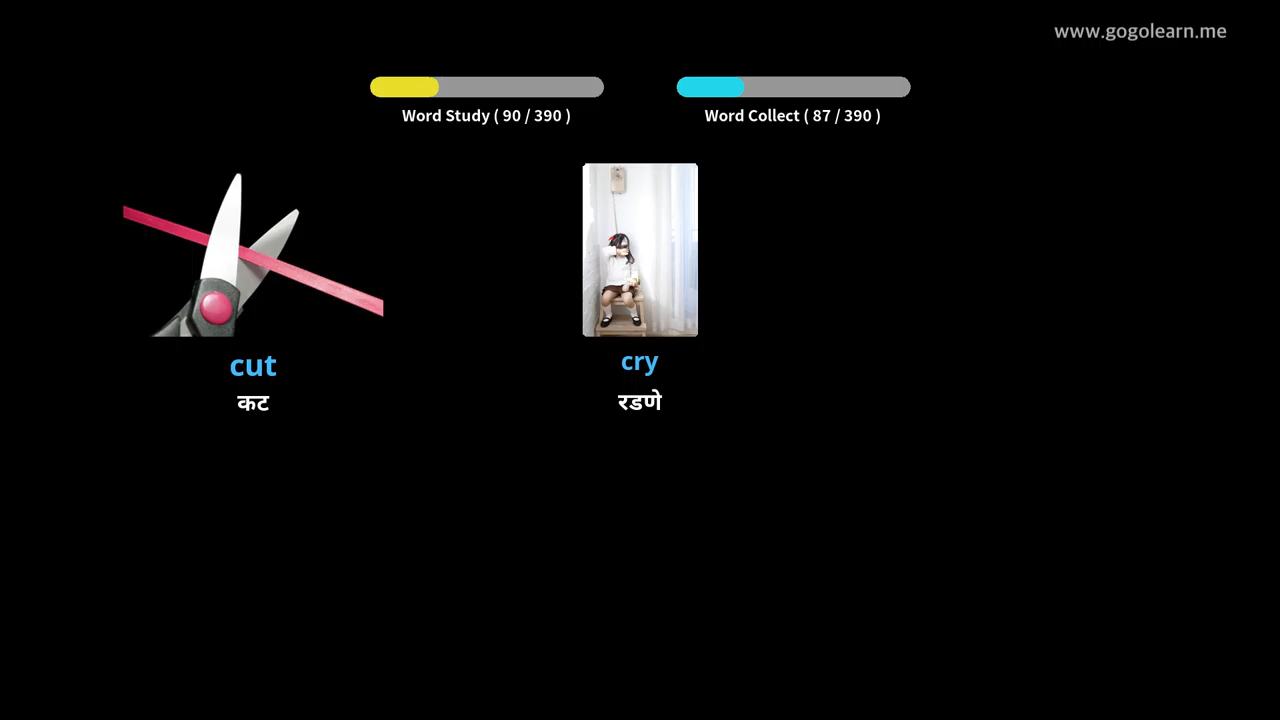 www.gogolearn.me
Word Study ( 90 / 390 )
Word Collect ( 87 / 390 )
cut
कट
cry
रडणे